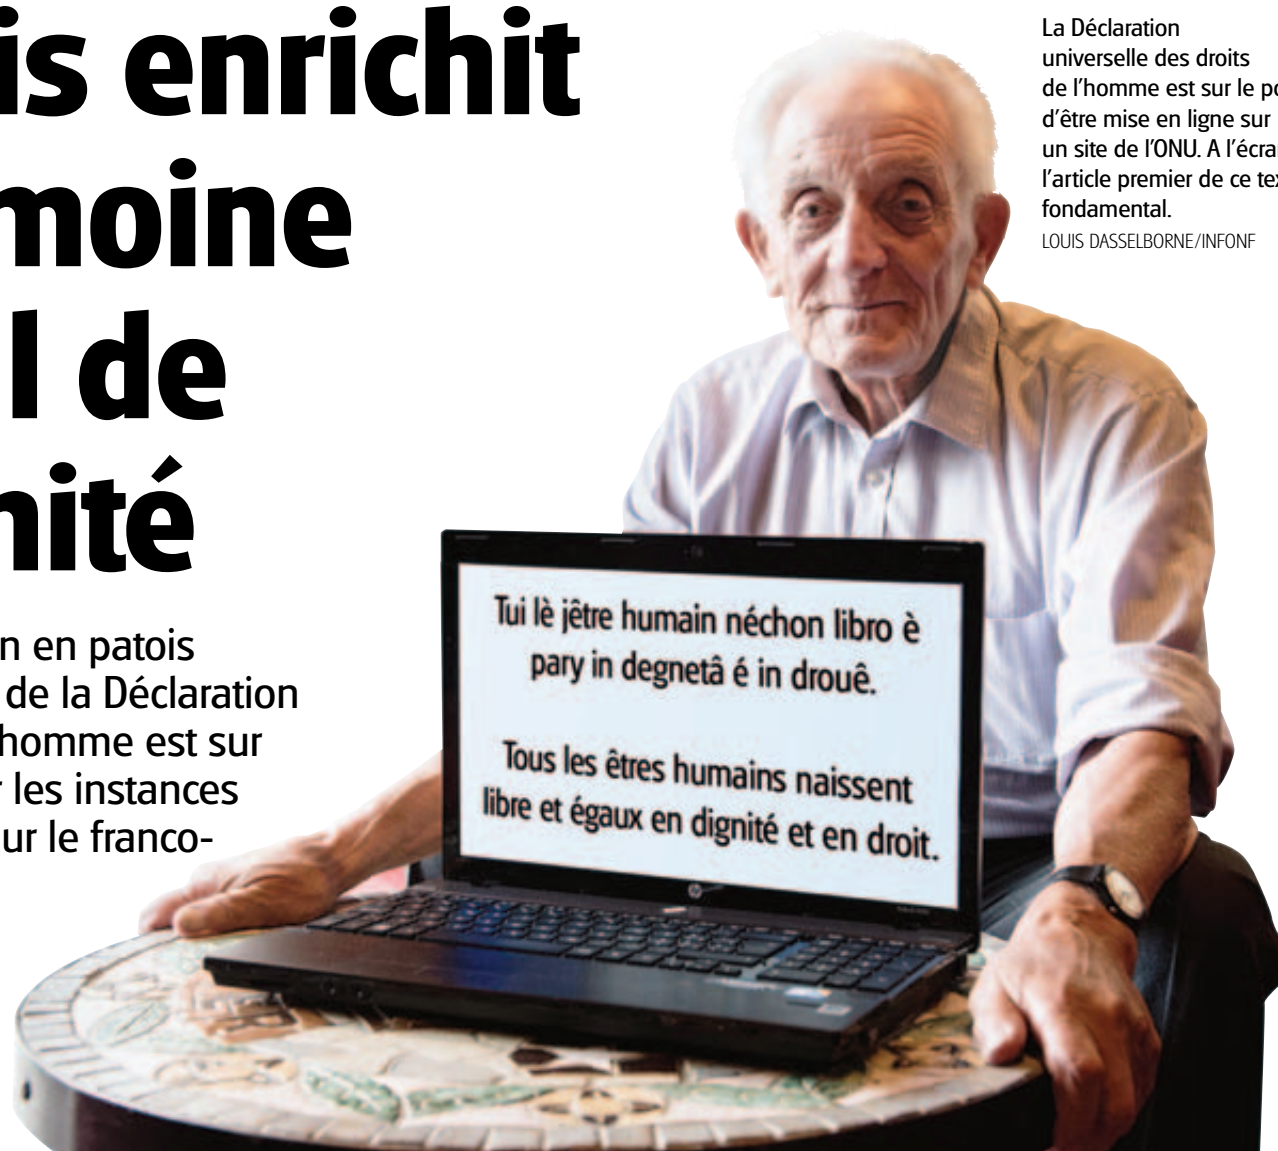 is enrichit
moine
l de
nité
n en patois
de la Déclaration
homme est sur
r les instances
ur le franco-
La Déclaration
universelle des droits
de l'homme est sur le po
d'être mise en ligne sur
un site de l'ONU. A l'écra
l'article premier de ce tex
fondamental.
LOUIS DASSELBORNE/INFONF
Tui lè jêtre humain néchon libro è
pary in degnetâ é in drouê.
Tous les êtres humains naissent
libre et égaux en dignité et en droit.
hp